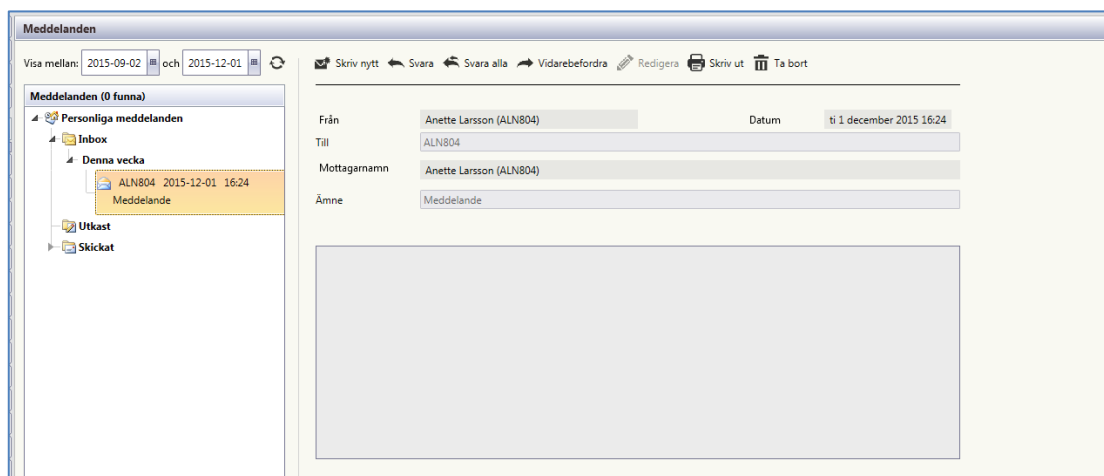 Meddelanden
Visa mellan: 2015-09-02 och 2015-12-01
Skriv nytt Svara Svara alla Vidarebefordra Redigera Skriv ut Ta bort
Meddelanden (0 funna)
Personliga meddelanden
Inbox
Denna vecka
ALN804 2015-12-01 16:24
Meddelande
Utkast
Skickat
Från Anette Larsson (ALN804) Datum ti 1 december 2015 16:24
Till ALN804
Mottagarnamn Anette Larsson (ALN804)
Ämne Meddelande